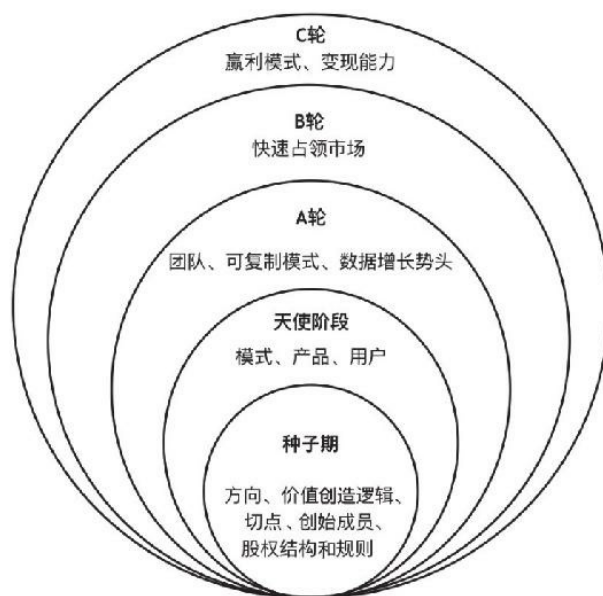 C轮
赢利模式、变现能力
B轮
快速占领市场
A轮
团队、可复制模式、数据增长势头
天使阶段
模式、产品、用户
种子期
方向、价值创造逻辑、
切点、创始成员、
股权结构和规则